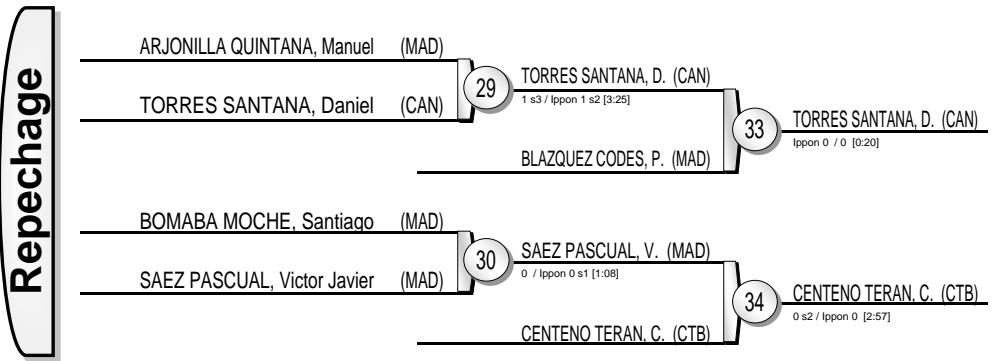 Repechage
ARJONILLA QUINTANA, Manuel (MAD)
TORRES SANTANA, Daniel (CAN)
29
TORRES SANTANA, D. (CAN)
1 s3 / Ippon 1 s2 [3:25]
BLAZQUEZ CODES, P. (MAD)
33
TORRES SANTANA, D. (CAN)
Ippon 0 / 0 [0:20]
BOMABA MOCHE, Santiago (MAD)
SAEZ PASCUAL, Victor Javier (MAD)
30
SAEZ PASCUAL, V. (MAD)
0 / Ippon 0 s1 [1:08]
CENTENO TERAN, C. (CTB)
34
CENTENO TERAN, C. (CTB)
0 s2 / Ippon 0 [2:57]